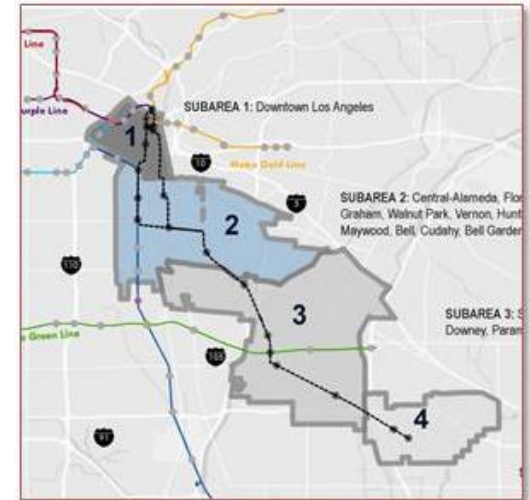 Line
urple Line
SUBAREA 1: Downtown Los Angeles
1
10
Metro Gold Line
5
SUBAREA 2: Central-Alameda, Flor
Graham, Walnut Park, Vernon, Hunt
Maywood, Bell, Cudahy, Bell Garden
2
110
3
SUBAREA 3: S
Downey, Param
Green Line
105
4
91